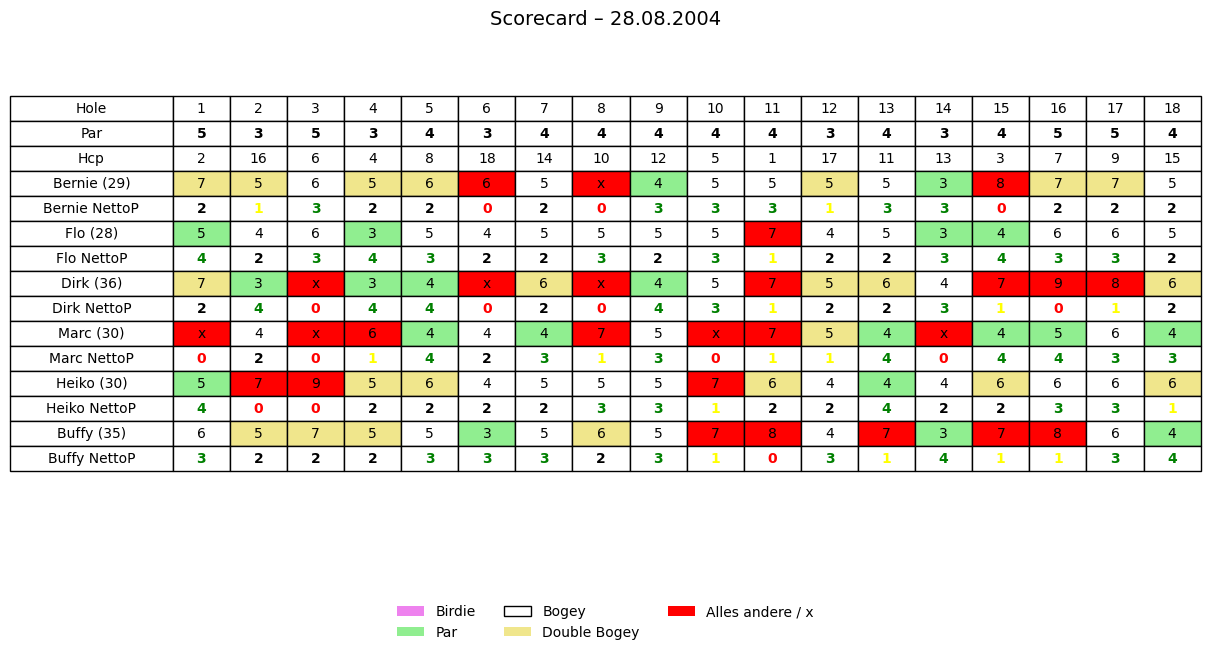 Scorecard – 28.08.2004
Hole 1 2 3 4 5 6 7 8 9 10 11 12 13 14 15 16 17 18
Par 5 3 5 3 4 3 4 4 4 4 4 3 4 3 4 5 5 4
Hcp 2 16 6 4 8 18 14 10 12 5 1 17 11 13 3 7 9 15
Bernie (29) 7 5 6 5 6 6 5 x 4 5 5 5 5 3 8 7 7 5
Bernie NettoP 2 1 3 2 2 0 2 0 3 3 3 1 3 3 0 2 2 2
Flo (28) 5 4 6 3 5 4 5 5 5 5 7 4 5 3 4 6 6 5
Flo NettoP 4 2 3 4 3 2 2 3 2 3 1 2 2 3 4 3 3 2
Dirk (36) 7 3 x 3 4 x 6 x 4 5 7 5 6 4 7 9 8 6
Dirk NettoP 2 4 0 4 4 0 2 0 4 3 1 2 2 3 1 0 1 2
Marc (30) x 4 x 6 4 4 4 7 5 x 7 5 4 x 4 5 6 4
Marc NettoP 0 2 0 1 4 2 3 1 3 0 1 1 4 0 4 4 3 3
Heiko (30) 5 7 9 5 6 4 5 5 5 7 6 4 4 4 6 6 6 6
Heiko NettoP 4 0 0 2 2 2 2 3 3 1 2 2 4 2 2 3 3 1
Buffy (35) 6 5 7 5 5 3 5 6 5 7 8 4 7 3 7 8 6 4
Buffy NettoP 3 2 2 2 3 3 3 2 3 1 0 3 1 4 1 1 3 4
Birdie Bogey Alles andere / x
Par Double Bogey